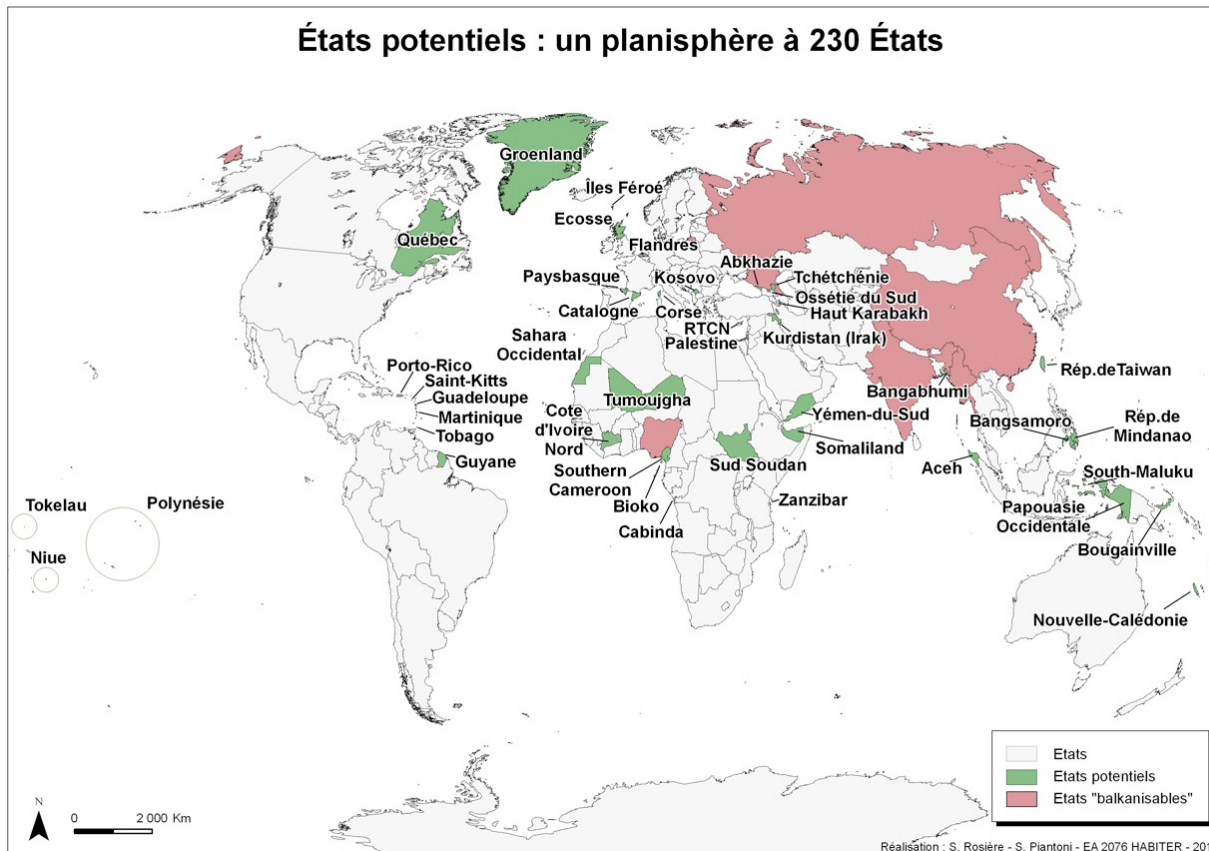 États potentiels : un planisphère à 230 États
Groenland
Îles Féroé
Ecosse
Québec
Flandres
Abkhazie
Paysbasque
Kosovo
Tchétchénie
Catalogne
Corse
Ossétie du Sud
Haut Karabakh
RTCN
Sahara
Occidental
Palestine
Kurdistan (Irak)
Porto-Rico
Saint-Kitts
Guadeloupe
Martinique
Tobago
Guyane
Tumoujgha
Cote
d'Ivoire
Nord
Southern
Cameroon
Bioko
Cabinda
Sud Soudan
Yémen-du-Sud
Somaliland
Zanzibar
Bangabhumi
Rép.deTaiwan
Bangsamoro
Rép.de
Mindanao
Aceh
South-Maluku
Papouasie
Occidentale
Bougainville
Nouvelle-Calédonie
Tokelau
Polynésie
Niue
Etats
Etats potentiels
Etats "balkanisables"
N
0 2 000 Km
Réalisation : S. Rosière - S. Piantoni - EA 2076 HABITER - 201